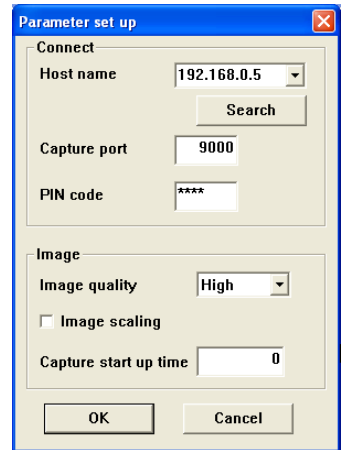 Parameter set up
Connect
Host name 192.168.0.5
Search
Capture port 9000
PIN code ****
Image
Image quality High
Image scaling
Capture start up time 0
OK Cancel